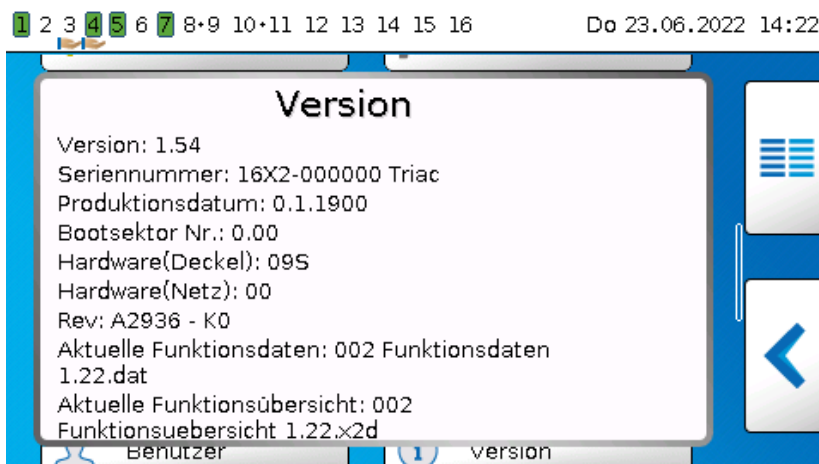 1 2 3 4 5 6 7 8+9 10+11 12 13 14 15 16 Do 23.06.2022 14:22
Version
Version: 1.54
Seriennummer: 16X2-000000 Triac
Produktionsdatum: 0.1.1900
Bootsektor Nr.: 0.00
Hardware(Deckel): 09S
Hardware(Netz): 00
Rev: A2936 - K0
Aktuelle Funktionsdaten: 002 Funktionsdaten
1.22.dat
Aktuelle Funktionsübersicht: 002
Funktionsuebersicht 1.22.x2d
Benutzer
i Version